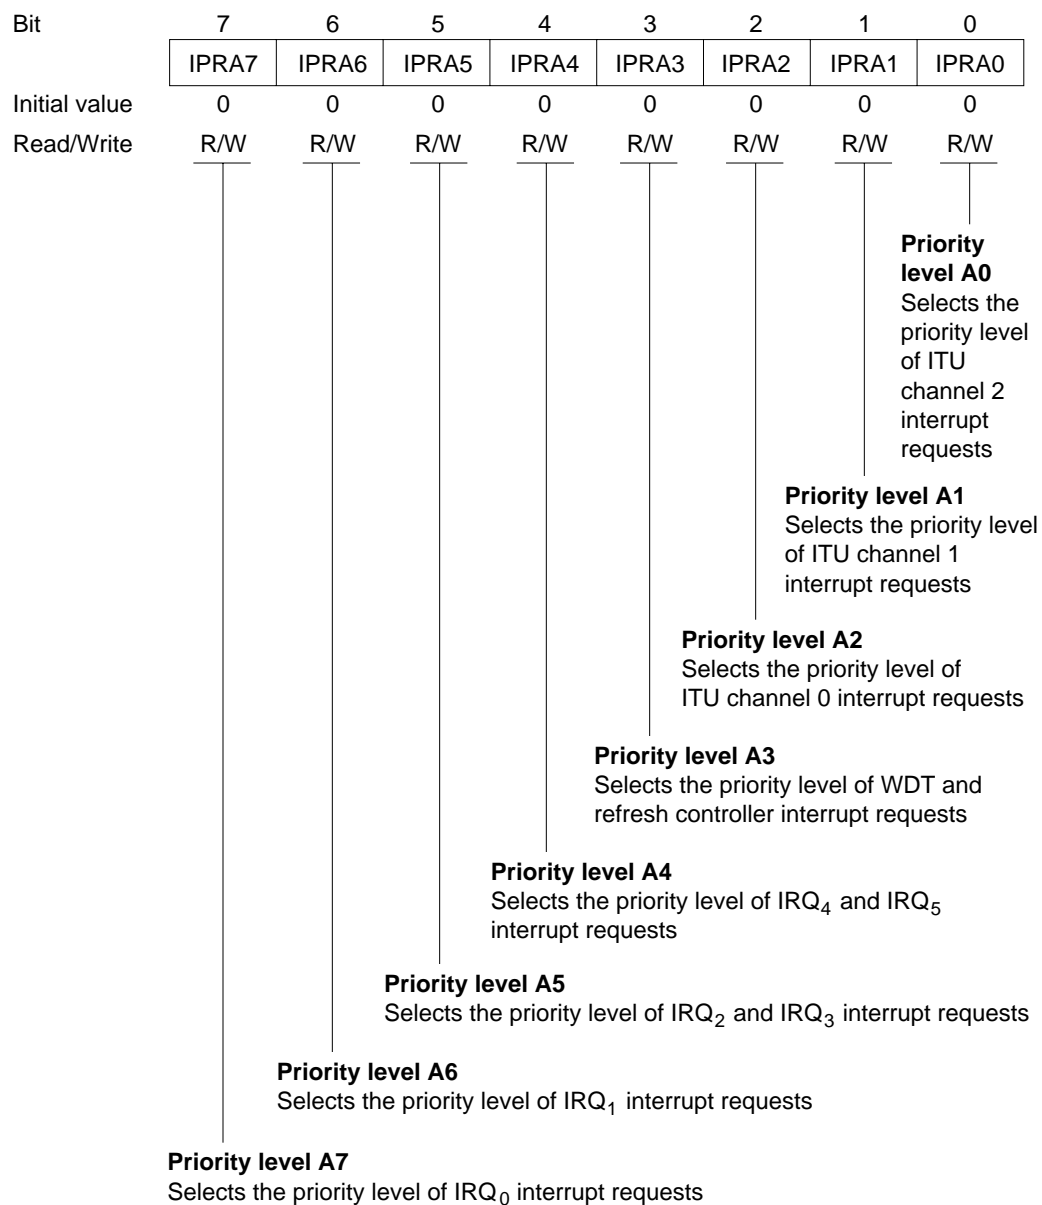 Bit 7 6 5 4 3 2 1 0
IPRA7 IPRA6 IPRA5 IPRA4 IPRA3 IPRA2 IPRA1 IPRA0
Initial value 0 0 0 0 0 0 0 0
Read/Write R/W R/W R/W R/W R/W R/W R/W R/W
Priority
level A0
Selects the
priority level
of ITU
channel 2
interrupt
requests
Priority level A1
Selects the priority level
of ITU channel 1
interrupt requests
Priority level A2
Selects the priority level of
ITU channel 0 interrupt requests
Priority level A3
Selects the priority level of WDT and
refresh controller interrupt requests
Priority level A4
Selects the priority level of IRQ₄ and IRQ₅
interrupt requests
Priority level A5
Selects the priority level of IRQ₂ and IRQ₃ interrupt requests
Priority level A6
Selects the priority level of IRQ₁ interrupt requests
Priority level A7
Selects the priority level of IRQ₀ interrupt requests